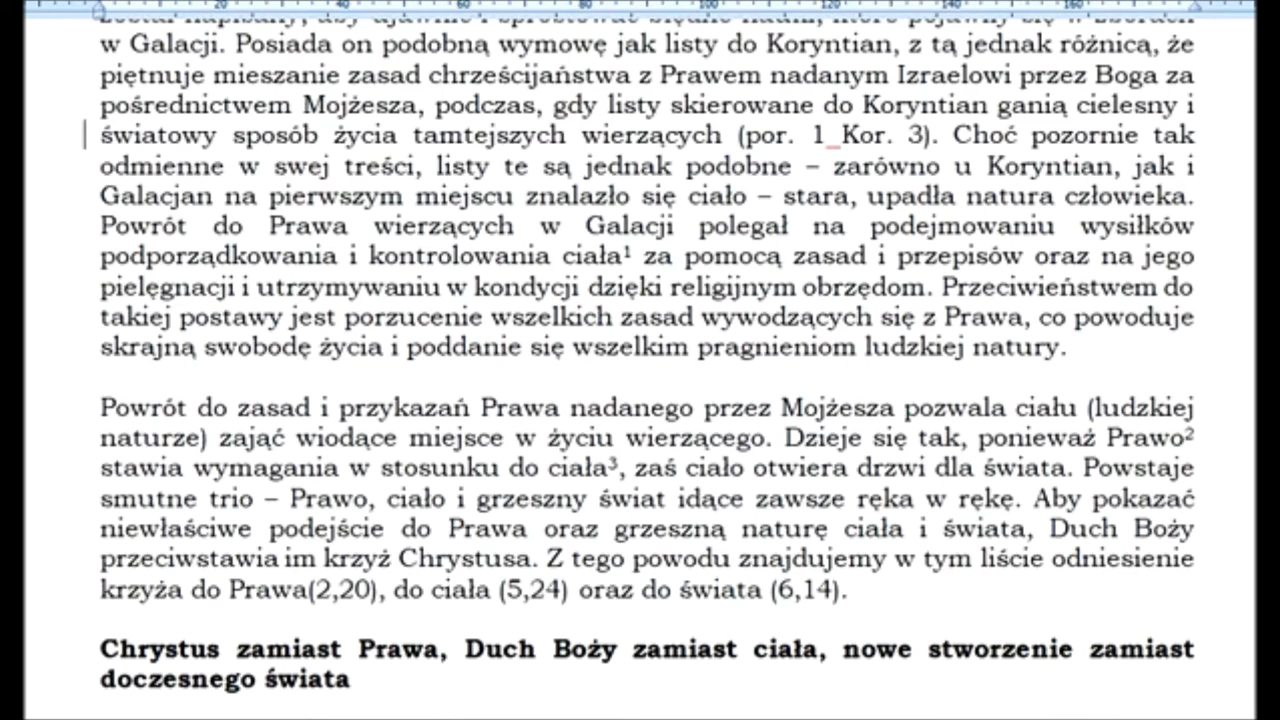 w Galacji. Posiada on podobną wymowę jak listy do Koryntian, z tą jednak różnicą, że
piętnuje mieszanie zasad chrześcijaństwa z Prawem nadanym Izraelowi przez Boga za
pośrednictwem Mojżesza, podczas, gdy listy skierowane do Koryntian ganią cielesny i
światowy sposób życia tamtejszych wierzących (por. 1 Kor. 3). Choć pozornie tak
odmienne w swej treści, listy te są jednak podobne – zarówno u Koryntian, jak i
Galacjan na pierwszym miejscu znalazło się ciało – stara, upadła natura człowieka.
Powrót do Prawa wierzących w Galacji polegał na podejmowaniu wysiłków
podporządkowania i kontrolowania ciała¹ za pomocą zasad i przepisów oraz na jego
pielęgnacji i utrzymywaniu w kondycji dzięki religijnym obrzędom. Przeciwieństwem do
takiej postawy jest porzucenie wszelkich zasad wywodzących się z Prawa, co powoduje
skrajną swobodę życia i poddanie się wszelkim pragnieniom ludzkiej natury.
Powrót do zasad i przykazań Prawa nadanego przez Mojżesza pozwala ciału (ludzkiej
naturze) zająć wiodące miejsce w życiu wierzącego. Dzieje się tak, ponieważ Prawo²
stawia wymagania w stosunku do ciała³, zaś ciało otwiera drzwi dla świata. Powstaje
smutne trio – Prawo, ciało i grzeszny świat idące zawsze ręka w rękę. Aby pokazać
niewłaściwe podejście do Prawa oraz grzeszną naturę ciała i świata, Duch Boży
przeciwstawia im krzyż Chrystusa. Z tego powodu znajdujemy w tym liście odniesienie
krzyża do Prawa(2,20), do ciała (5,24) oraz do świata (6,14).
Chrystus zamiast Prawa, Duch Boży zamiast ciała, nowe stworzenie zamiast
doczesnego świata